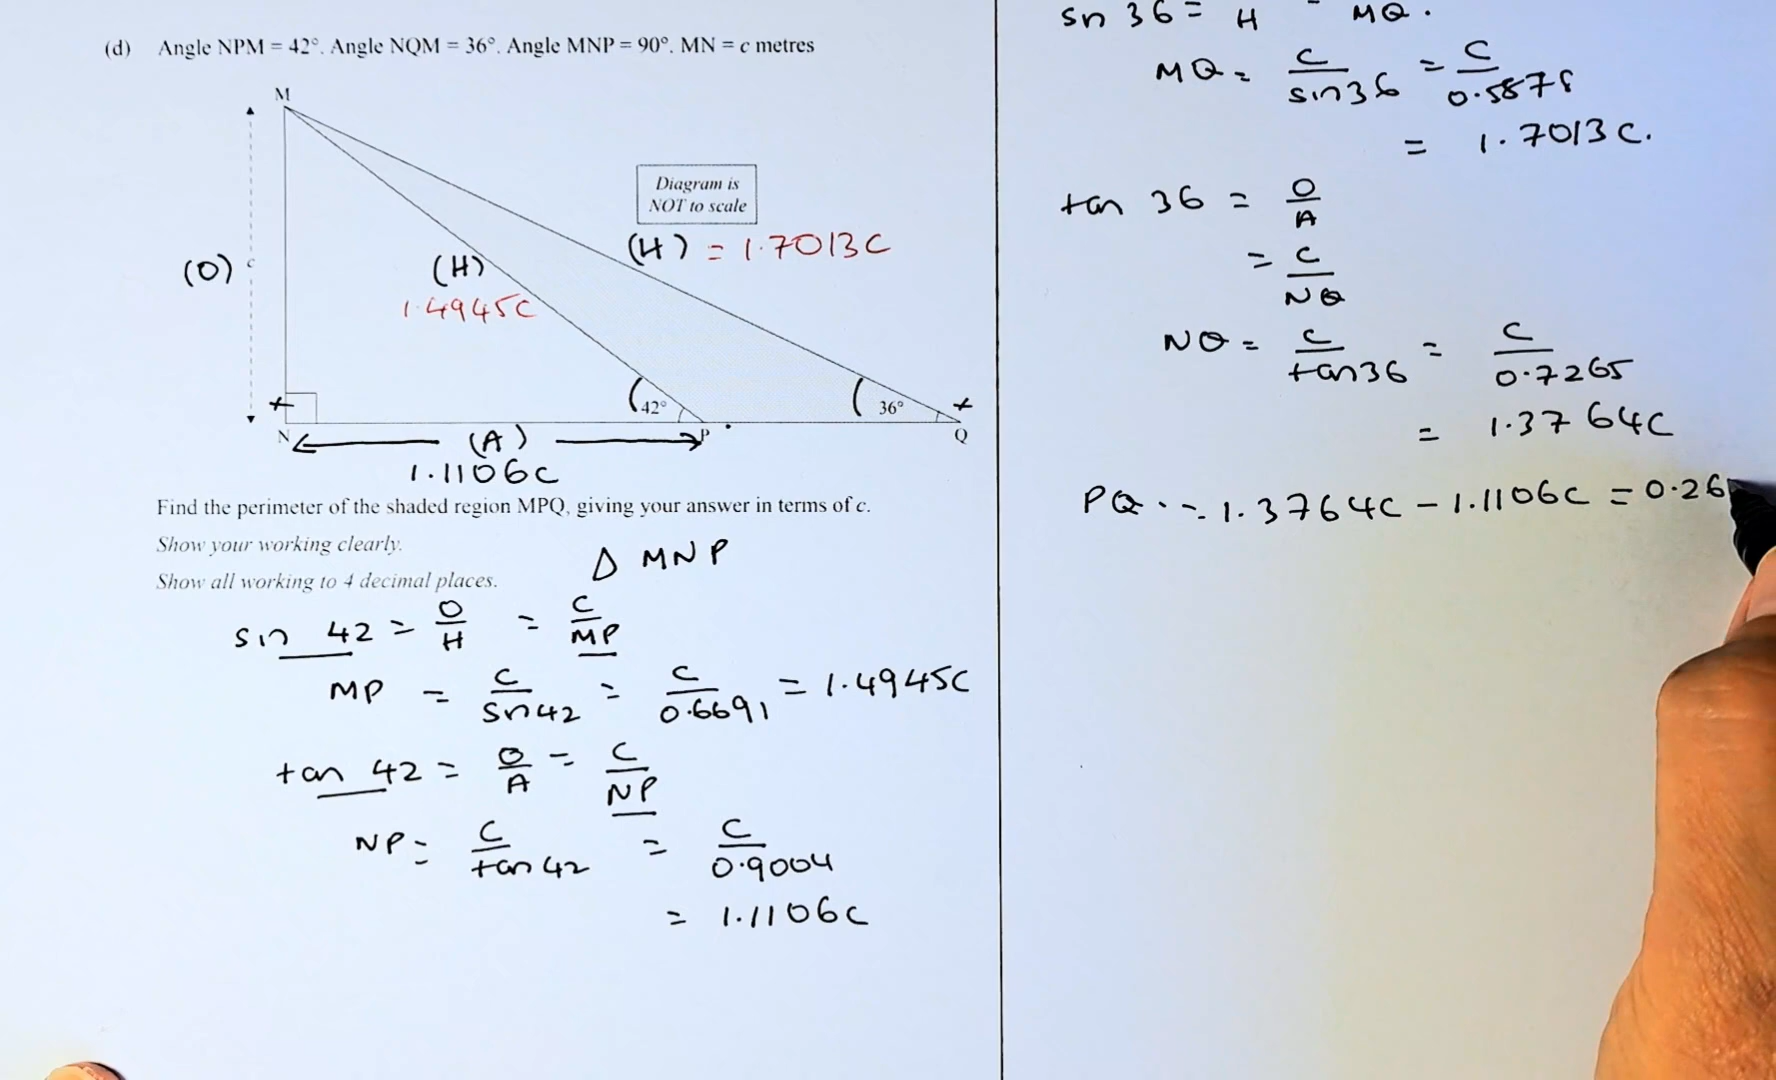 (d) Angle NPM = 42°. Angle NQM = 36°. Angle MNP = 90°. MN = c metres
M
Diagram is
NOT to scale
(H) = 1.7013C
(O)
c
(H)
1.4945C
42°
36°
N
P
Q
(A)
1.1106C
Find the perimeter of the shaded region MPQ, giving your answer in terms of c.
Show your working clearly.
Show all working to 4 decimal places.
Δ MNP
sin 42 = O/H = C/MP
MP = C/Sin42 = C/0.6691 = 1.4945C
tan 42 = O/A = C/NP
NP = C/tan 42 = C/0.9004
= 1.1106C
sn 36 = H MQ.
MQ = C/sin36 = C/0.5878
= 1.7013C.
tan 36 = O/A
= C/NQ
NQ = C/tan36 = C/0.7265
= 1.3764C
PQ = 1.3764C - 1.1106C = 0.26